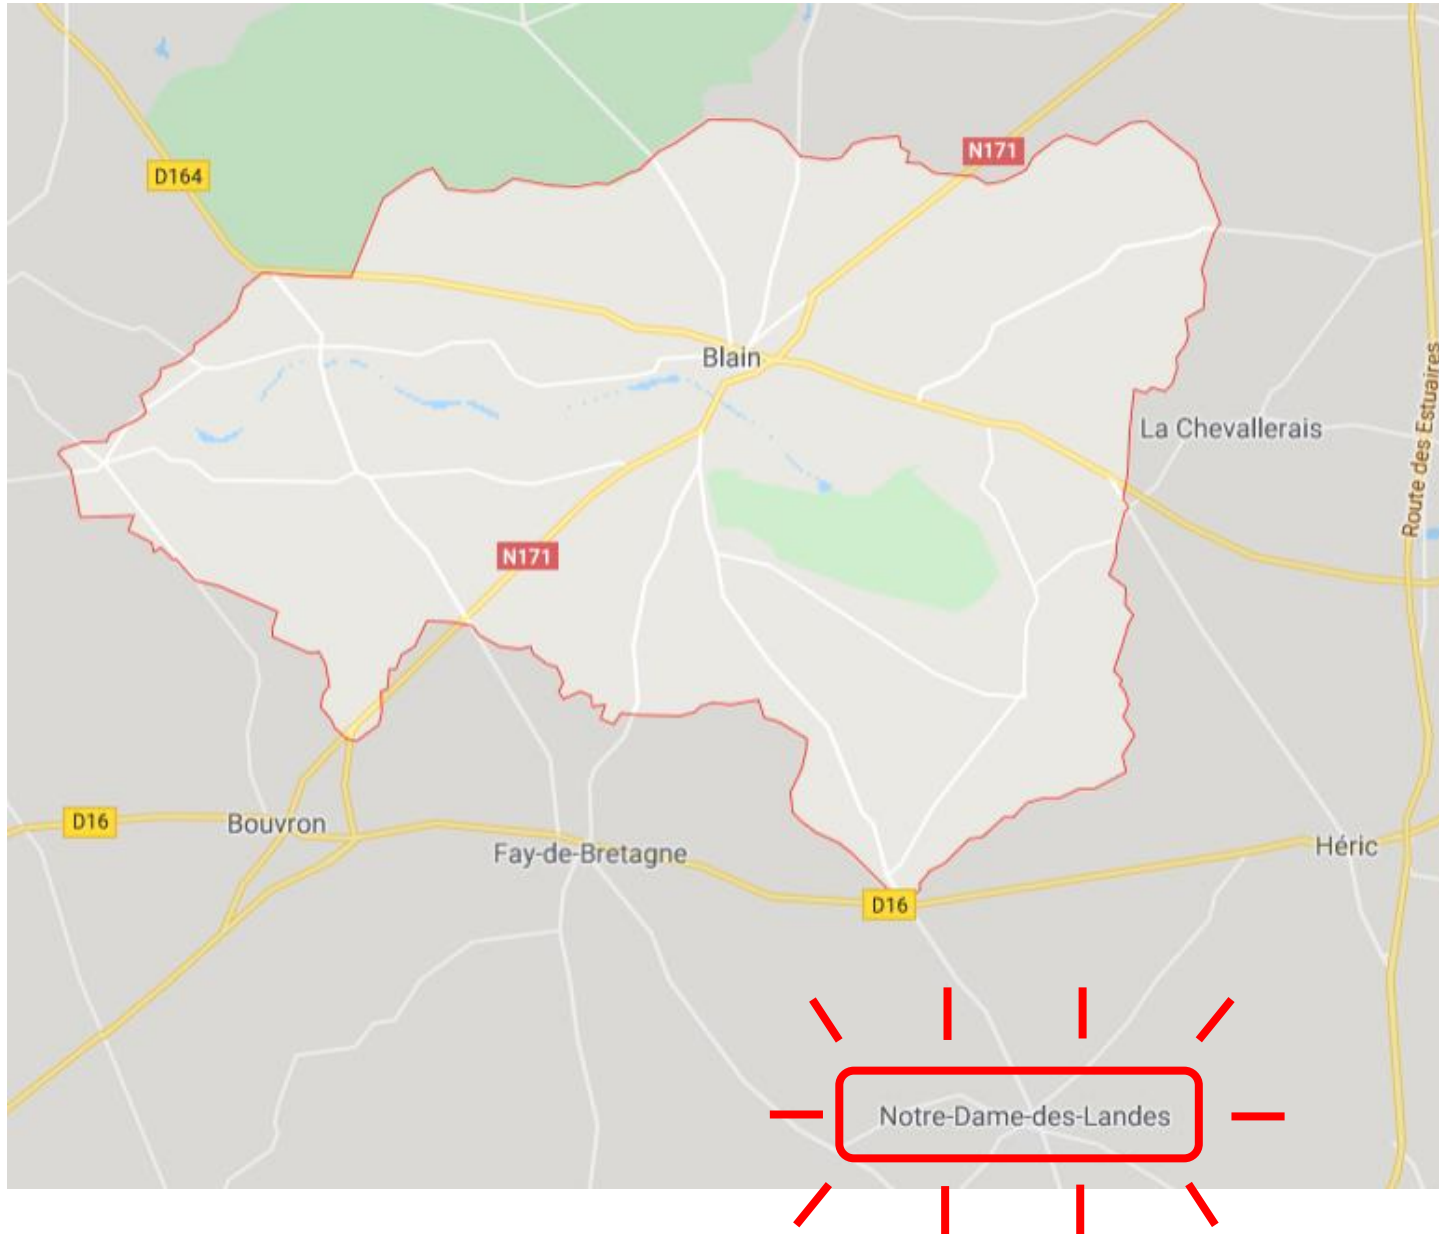 N171
D164
Blain
La Chevallerais
Route des Estuaires
N171
D16
Bouvron
Fay-de-Bretagne
Héric
D16
Notre-Dame-des-Landes